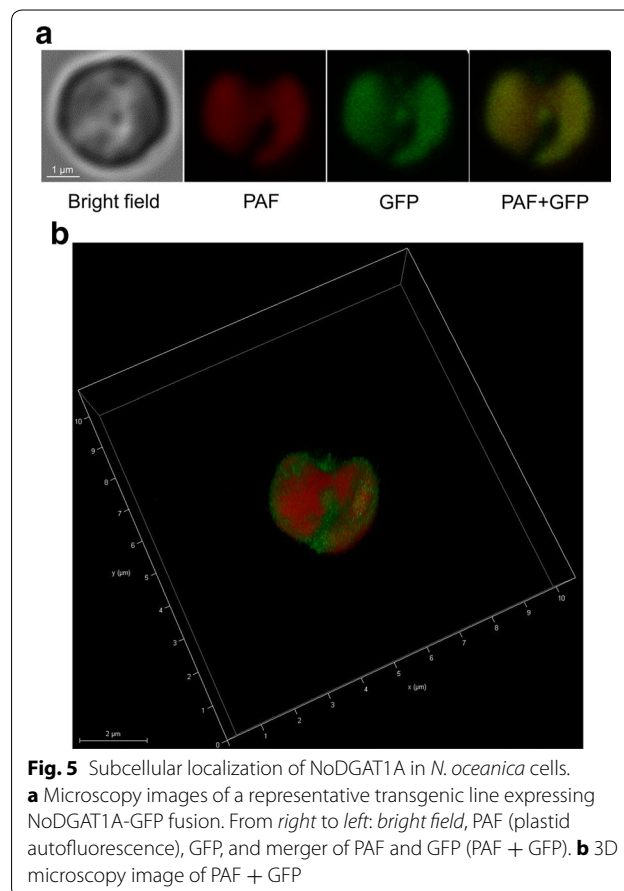 a
1 µm
Bright field PAF GFP PAF+GFP
b
10
9
8
7
6
y (µm)
5
4
3
2
1
0
1
2
3
4
5
x (µm)
6
7
8
9
10
2 µm
Fig. 5 Subcellular localization of NoDGAT1A in N. oceanica cells.
a Microscopy images of a representative transgenic line expressing
NoDGAT1A-GFP fusion. From right to left: bright field, PAF (plastid
autofluorescence), GFP, and merger of PAF and GFP (PAF + GFP). b 3D
microscopy image of PAF + GFP